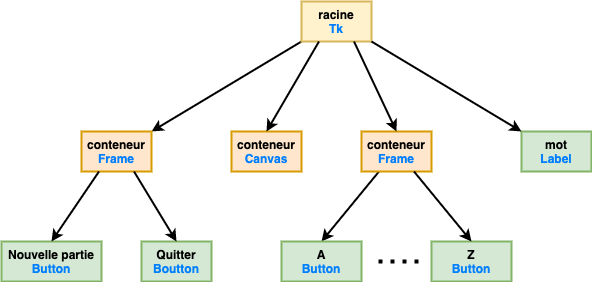 racine
Tk
conteneur
Frame
conteneur
Canvas
conteneur
Frame
mot
Label
Nouvelle partie
Button
Quitter
Boutton
A
Button
....
Z
Button